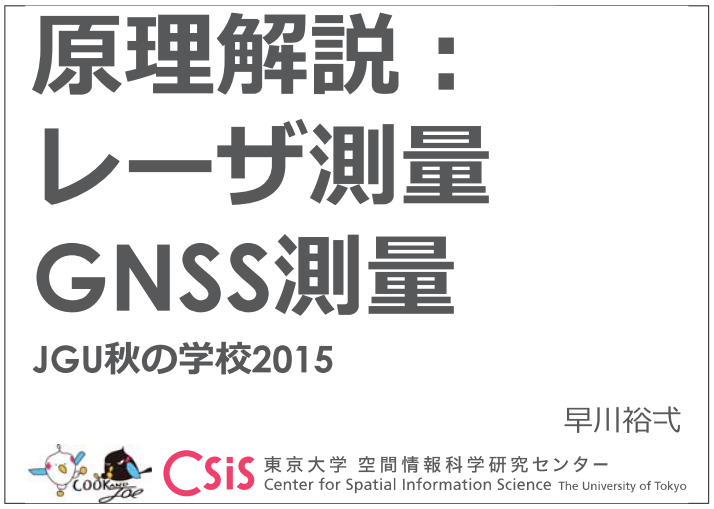 原理解説：
レーザ測量
GNSS測量
JGU秋の学校2015
早川裕弌
COOK AND Joe
CSiS 東京大学 空間情報科学研究センター
Center for Spatial Information Science The University of Tokyo